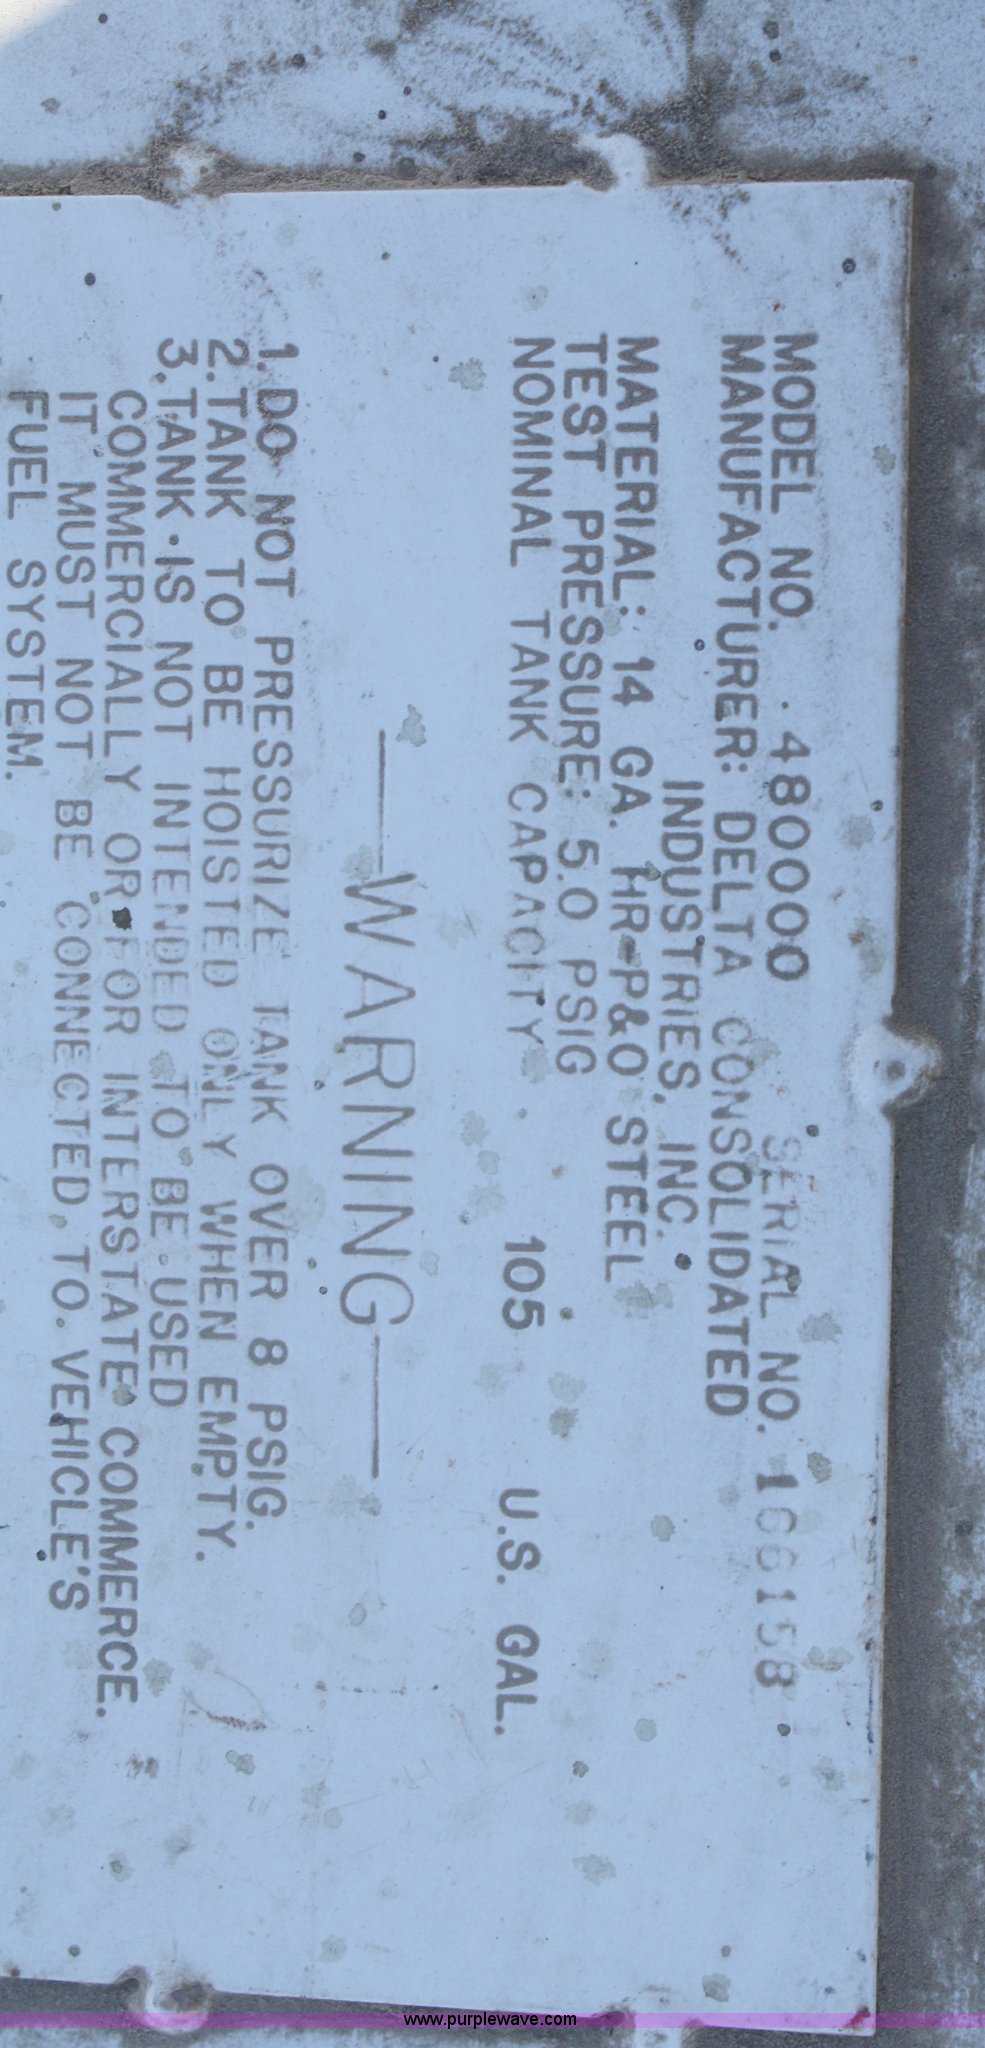 MODEL NO. 480000 SERIAL NO. 166158
MANUFACTURER: DELTA CONSOLIDATED
INDUSTRIES, INC.
MATERIAL: 14 GA. HR-P&O STEEL
TEST PRESSURE: 5.0 PSIG
NOMINAL TANK CAPACITY 105 U.S. GAL.
WARNING
1. DO NOT PRESSURIZE TANK OVER 8 PSIG.
2. TANK TO BE HOISTED ONLY WHEN EMPTY.
3. TANK IS NOT INTENDED TO BE USED
COMMERCIALLY OR FOR INTERSTATE COMMERCE.
IT MUST NOT BE CONNECTED TO VEHICLE'S
FUEL SYSTEM.
www.purplewave.com